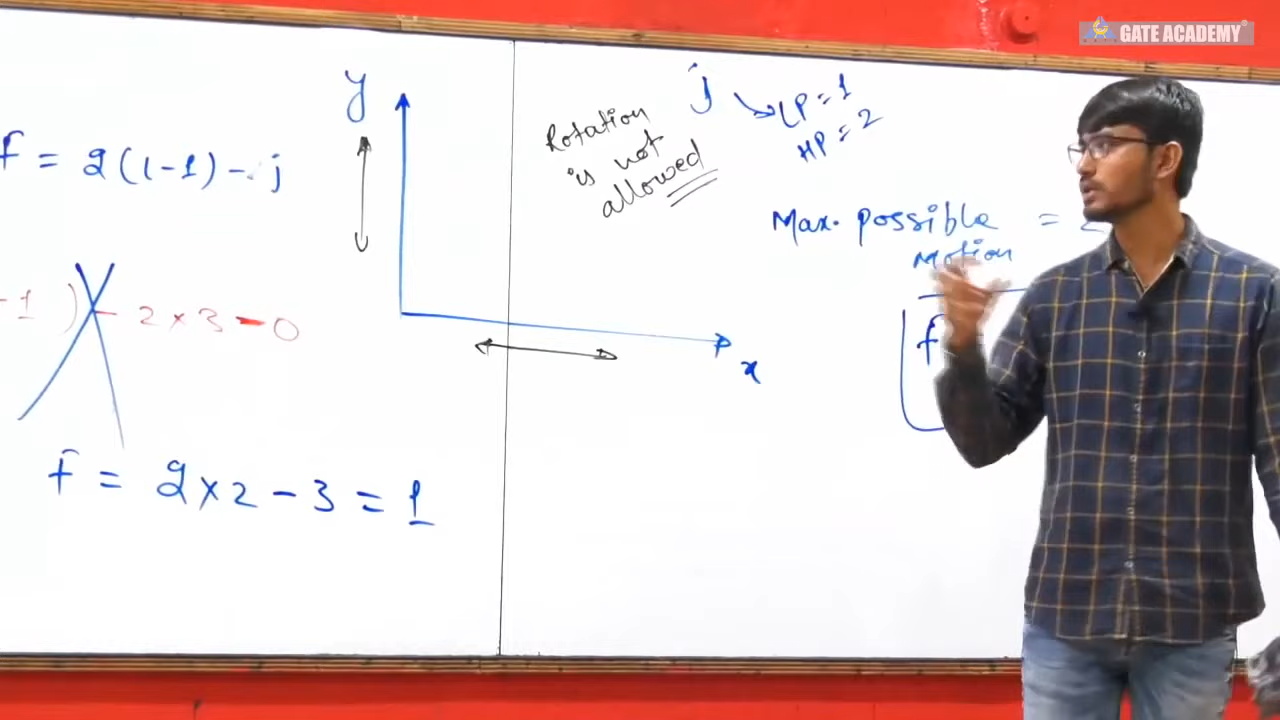 GATE ACADEMY
f = 2(l-1) - j
-1 ) - 2 × 3 - 0
f = 2×2 - 3 = 1
y
x
Rotation
is not
allowed
j → LP = 1
HP = 2
Max. possible = 2
Motion
f